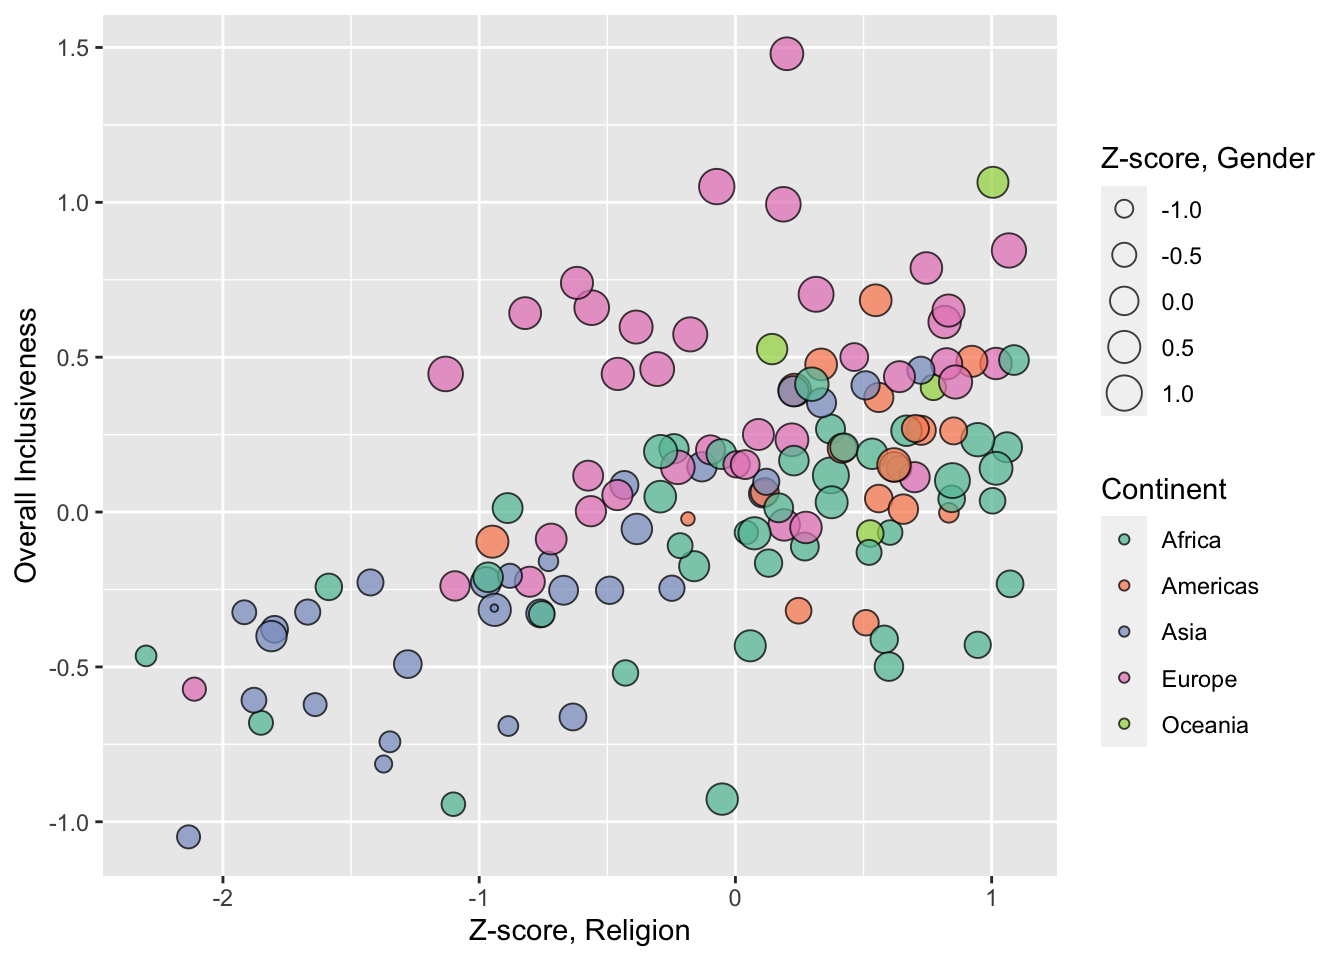 1.5
1.0
0.5
0.0
-0.5
-1.0
Overall Inclusiveness
-2
-1
0
1
Z-score, Religion
Z-score, Gender
-1.0
-0.5
0.0
0.5
1.0
Continent
Africa
Americas
Asia
Europe
Oceania